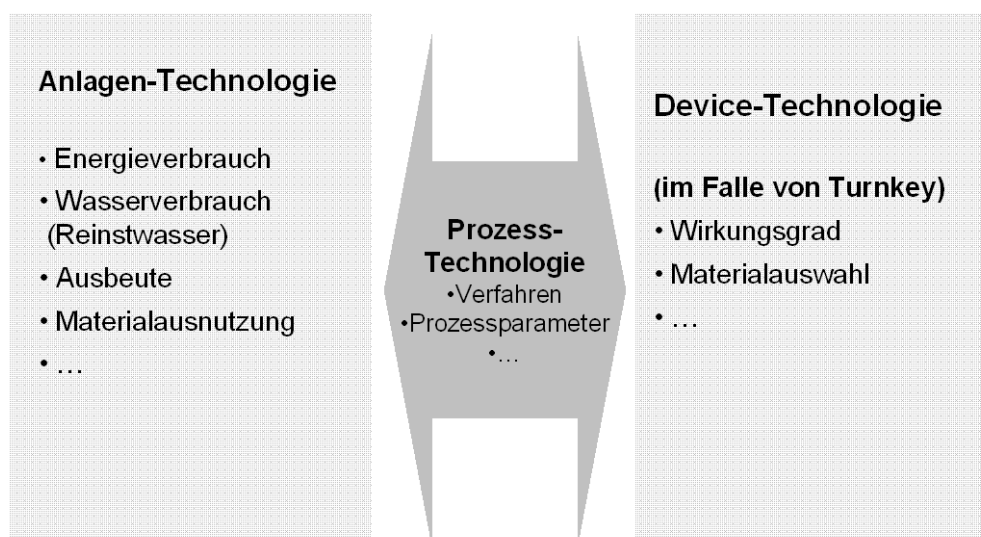 Anlagen-Technologie
• Energieverbrauch
• Wasserverbrauch
(Reinstwasser)
• Ausbeute
• Materialausnutzung
• …
Prozess-
Technologie
•Verfahren
•Prozessparameter
•…
Device-Technologie
(im Falle von Turnkey)
• Wirkungsgrad
• Materialauswahl
• …